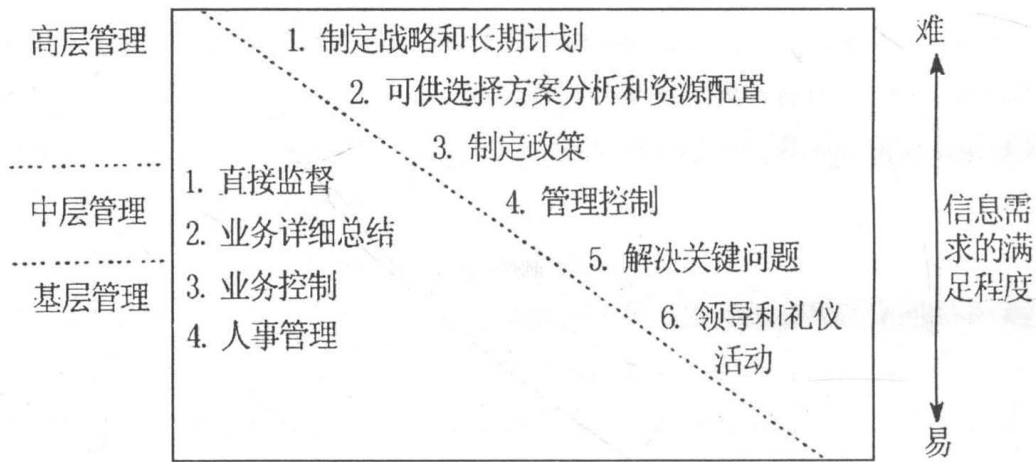 高层管理
1. 制定战略和长期计划
难
2. 可供选择方案分析和资源配置
3. 制定政策
1. 直接监督
4. 管理控制
中层管理
信息需
2. 业务详细总结
求的满
5. 解决关键问题
基层管理
3. 业务控制
足程度
6. 领导和礼仪
4. 人事管理
活动
易